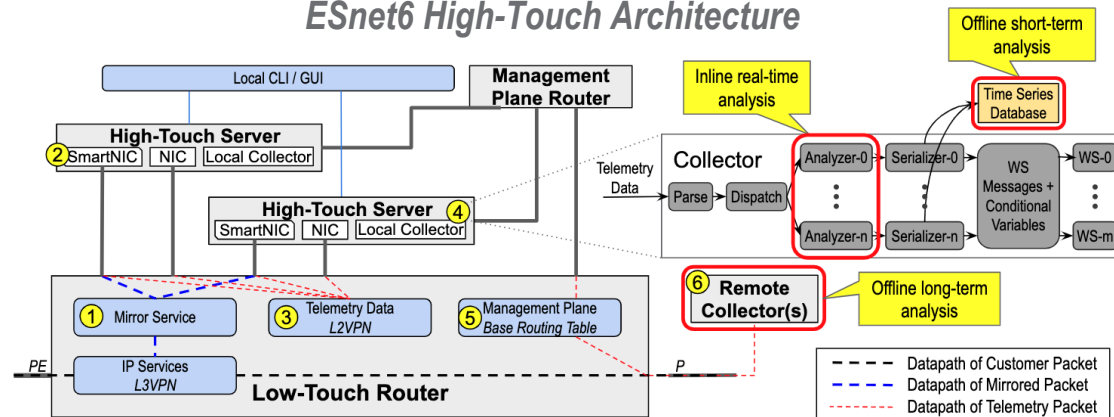 ESnet6 High-Touch Architecture
Offline short-term
analysis
Local CLI / GUI
Management
Plane Router
Inline real-time
analysis
Time Series
Database
High-Touch Server
2
SmartNIC
NIC
Local Collector
Collector
Telemetry
Data
Parse
Dispatch
Analyzer-0
Serializer-0
WS
Messages +
Conditional
Variables
WS-0
Analyzer-n
Serializer-n
WS-m
High-Touch Server
4
SmartNIC
NIC
Local Collector
1
Mirror Service
3
Telemetry Data
L2VPN
5
Management Plane
Base Routing Table
6
Remote
Collector(s)
Offline long-term
analysis
PE
IP Services
L3VPN
P
Low-Touch Router
Datapath of Customer Packet
Datapath of Mirrored Packet
Datapath of Telemetry Packet